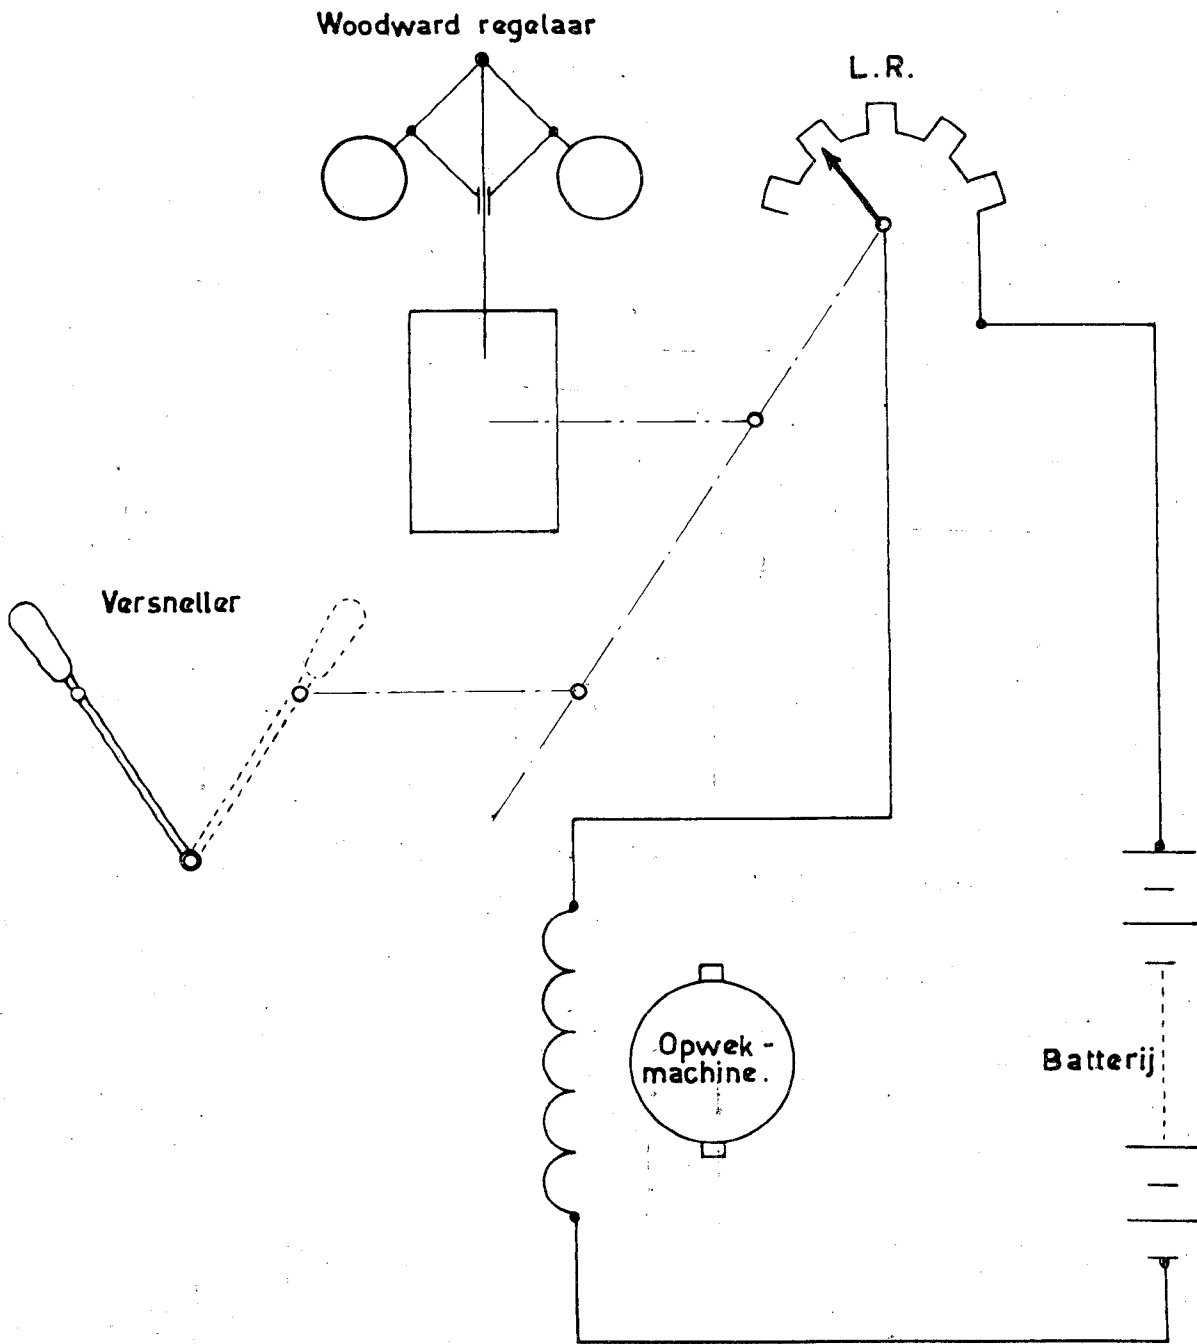 Woodward regelaar
L.R.
Versneller
Opwek-
machine.
Batterij